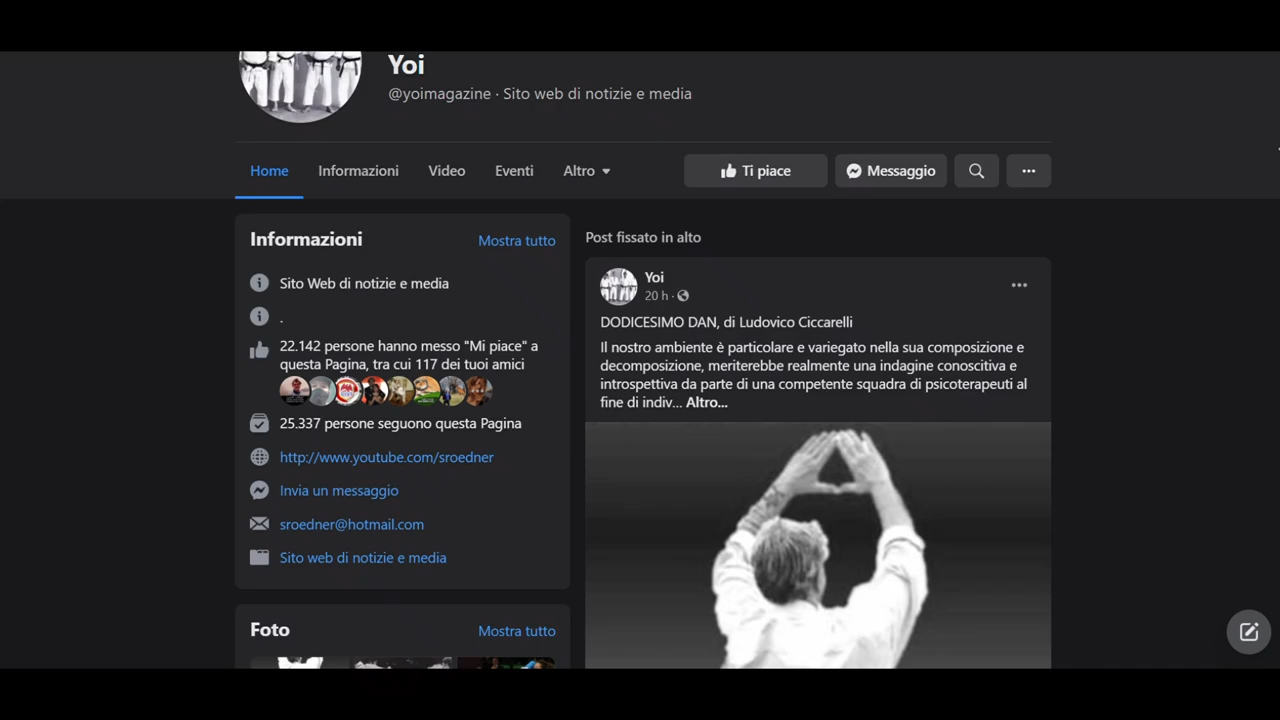 Yoi
@yoimagazine · Sito web di notizie e media
Home Informazioni Video Eventi Altro
Ti piace Messaggio
Informazioni Mostra tutto
Sito Web di notizie e media
.
22.142 persone hanno messo "Mi piace" a
questa Pagina, tra cui 117 dei tuoi amici
25.337 persone seguono questa Pagina
http://www.youtube.com/sroedner
Invia un messaggio
sroedner@hotmail.com
Sito web di notizie e media
Foto Mostra tutto
Post fissato in alto
Yoi
20 h ·
DODICESIMO DAN, di Ludovico Ciccarelli
Il nostro ambiente è particolare e variegato nella sua composizione e
decomposizione, meriterebbe realmente una indagine conoscitiva e
introspettiva da parte di una competente squadra di psicoterapeuti al
fine di indiv... Altro...